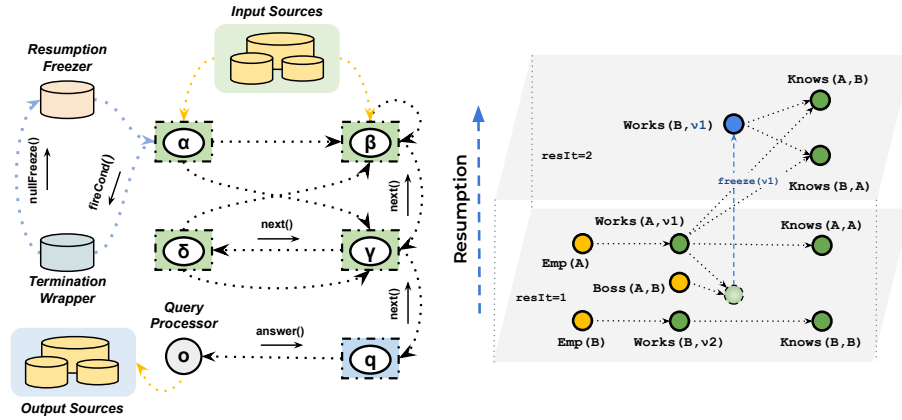 Input Sources
Resumption
Freezer
α
β
nullFreeze()
fireCond()
next()
δ
next()
γ
Termination
Wrapper
Query
Processor
next()
answer()
o
q
Output Sources
Resumption
Knows(A,B)
Works(B,ν1)
resIt=2
Knows(B,A)
freeze(ν1)
Works(A,ν1)
Knows(A,A)
Emp(A)
Boss(A,B)
resIt=1
Emp(B)
Works(B,ν2)
Knows(B,B)